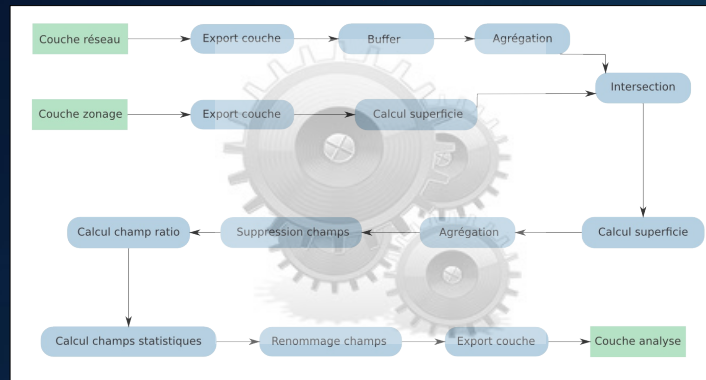 Couche réseau
Export couche
Buffer
Agrégation
Intersection
Couche zonage
Export couche
Calcul superficie
Calcul superficie
Agrégation
Suppression champs
Calcul champ ratio
Calcul champs statistiques
Renommage champs
Export couche
Couche analyse